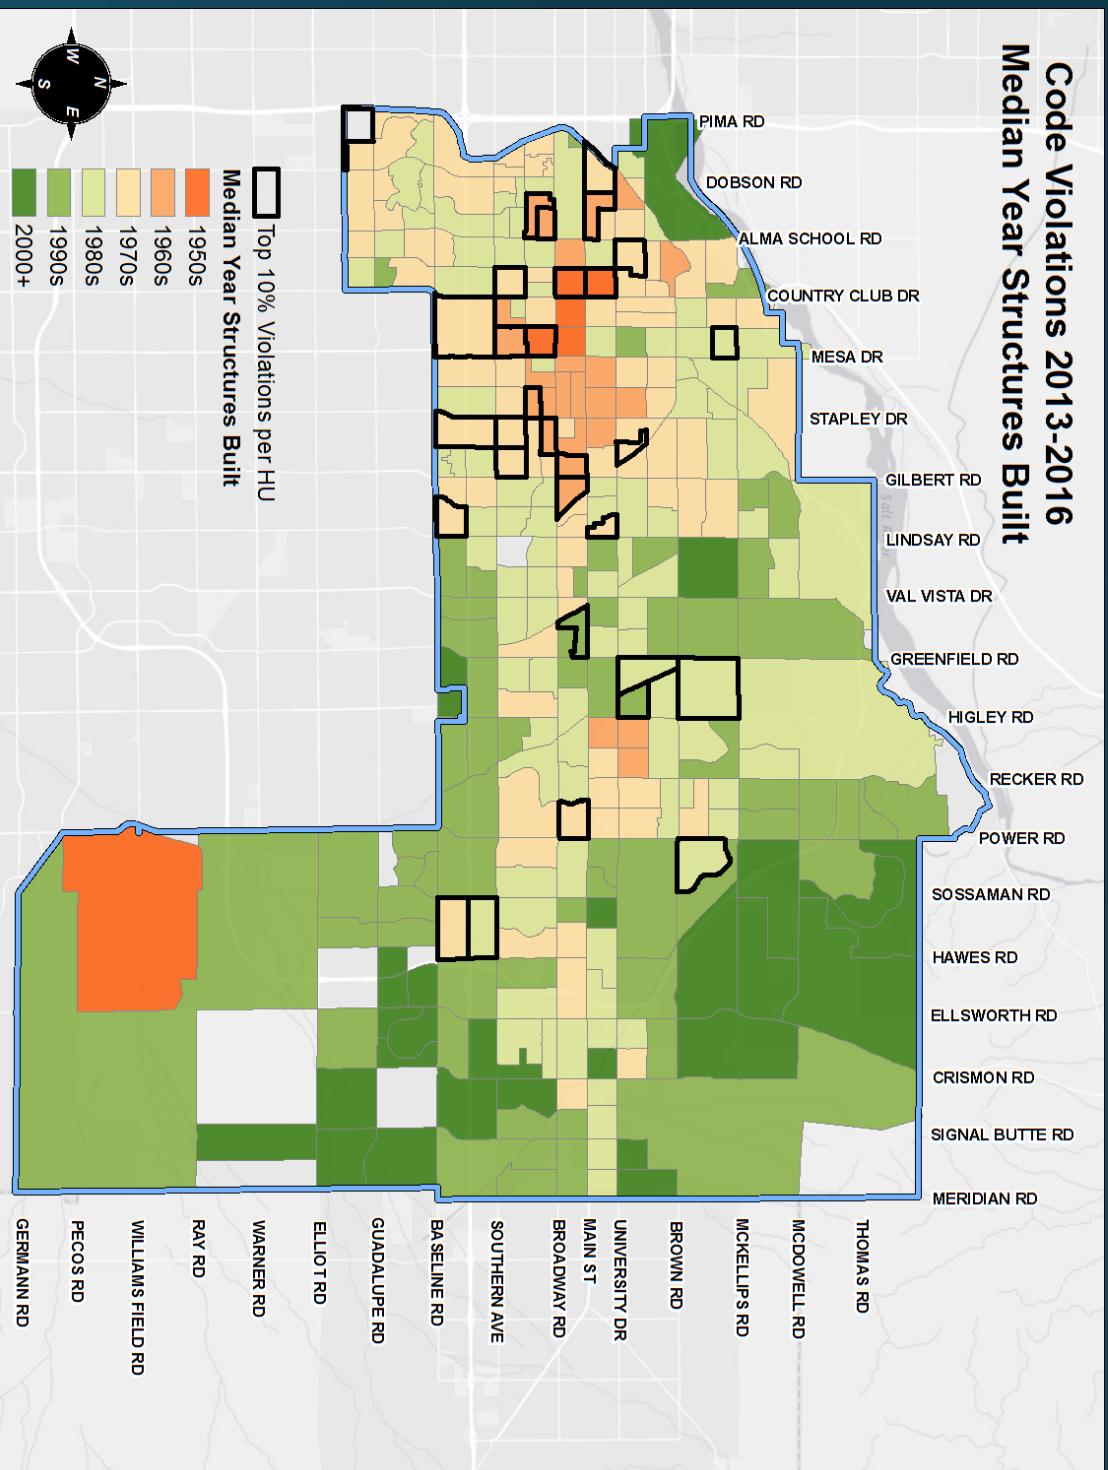 Code Violations 2013-2016
Median Year Structures Built
PIMA RD
DOBSON RD
ALMA SCHOOL RD
COUNTRY CLUB DR
MESA DR
STAPLEY DR
GILBERT RD
LINDSAY RD
VAL VISTA DR
GREENFIELD RD
HIGLEY RD
RECKER RD
POWER RD
SOSSAMAN RD
HAWES RD
ELLSWORTH RD
CRISMON RD
SIGNAL BUTTE RD
MERIDIAN RD
Salt River
THOMAS RD
MCDOWELL RD
MCKELLIPS RD
BROWN RD
UNIVERSITY DR
MAIN ST
BROADWAY RD
SOUTHERN AVE
BASELINE RD
GUADALUPE RD
ELLIOT RD
WARNER RD
RAY RD
WILLIAMS FIELD RD
PECOS RD
GERMANN RD
Top 10% Violations per HU
Median Year Structures Built
1950s
1960s
1970s
1980s
1990s
2000+
N
W
E
S